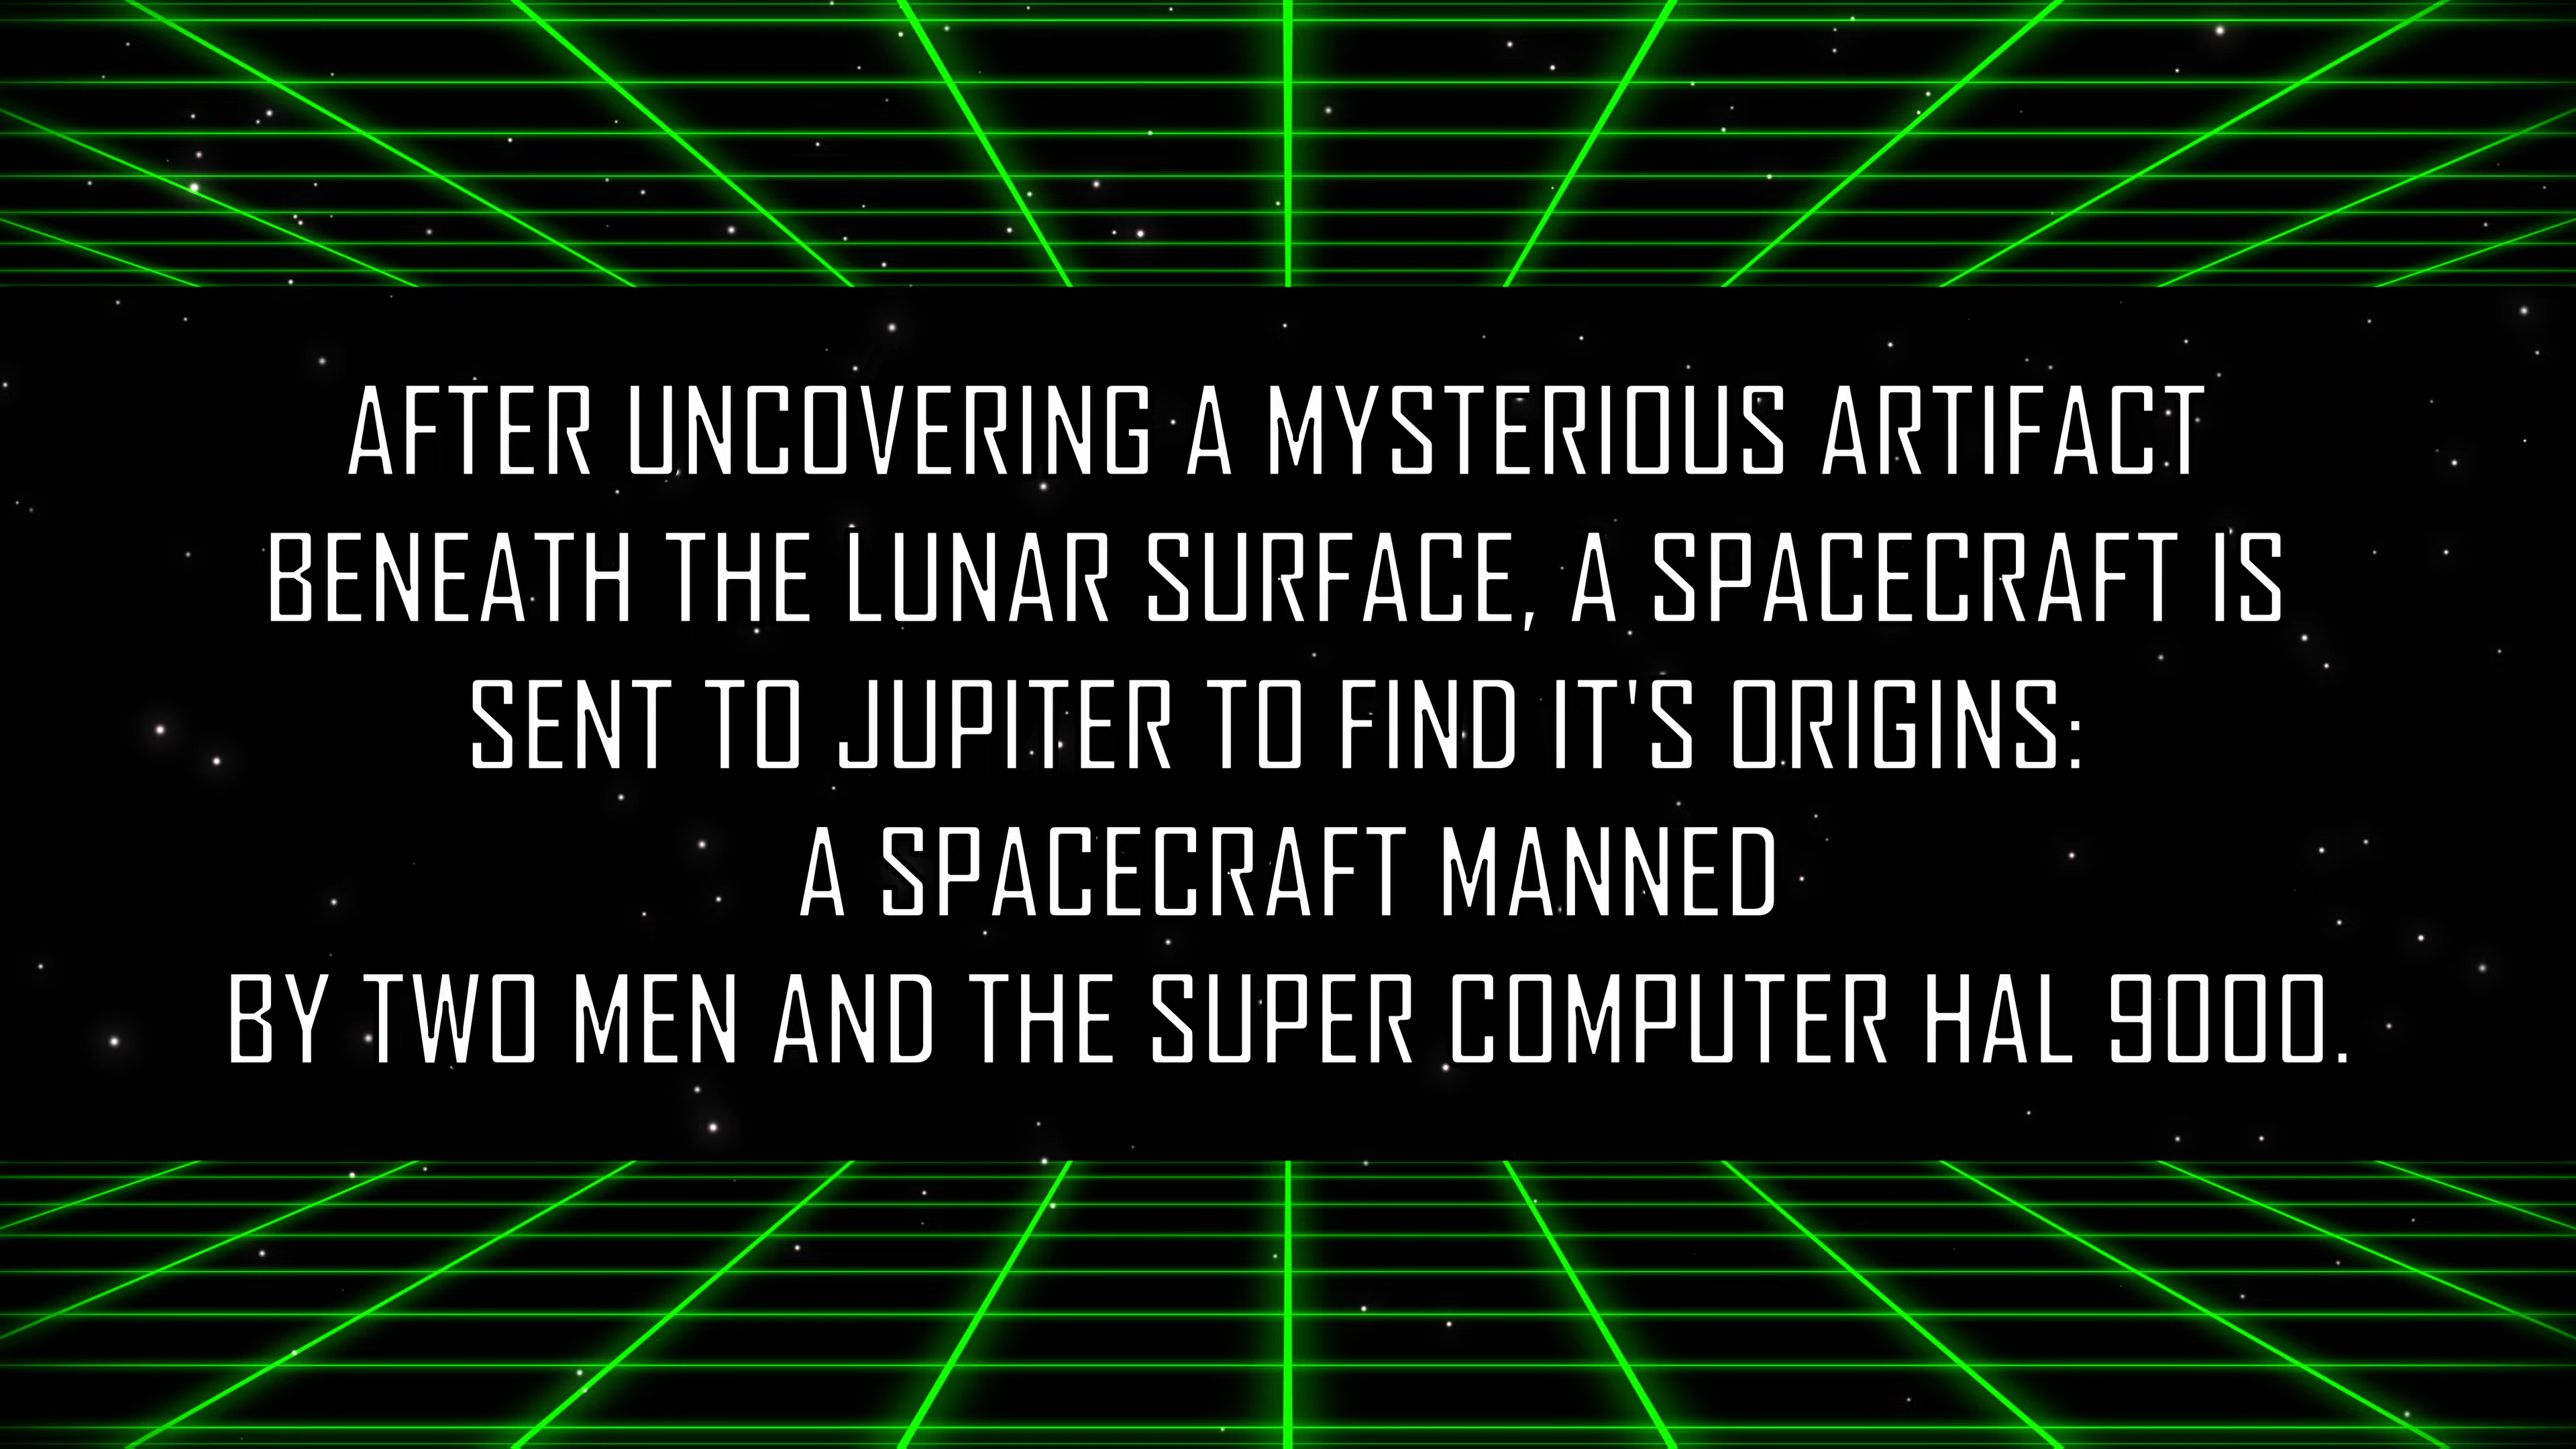 AFTER UNCOVERING A MYSTERIOUS ARTIFACT
BENEATH THE LUNAR SURFACE, A SPACECRAFT IS
SENT TO JUPITER TO FIND IT'S ORIGINS:
A SPACECRAFT MANNED
BY TWO MEN AND THE SUPER COMPUTER HAL 9000.